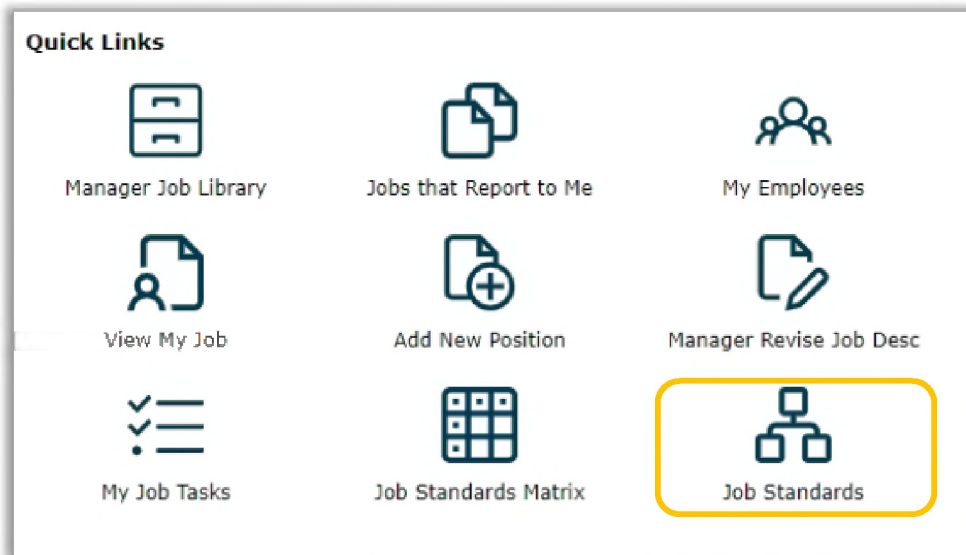 Quick Links
Manager Job Library
Jobs that Report to Me
My Employees
View My Job
Add New Position
Manager Revise Job Desc
My Job Tasks
Job Standards Matrix
Job Standards